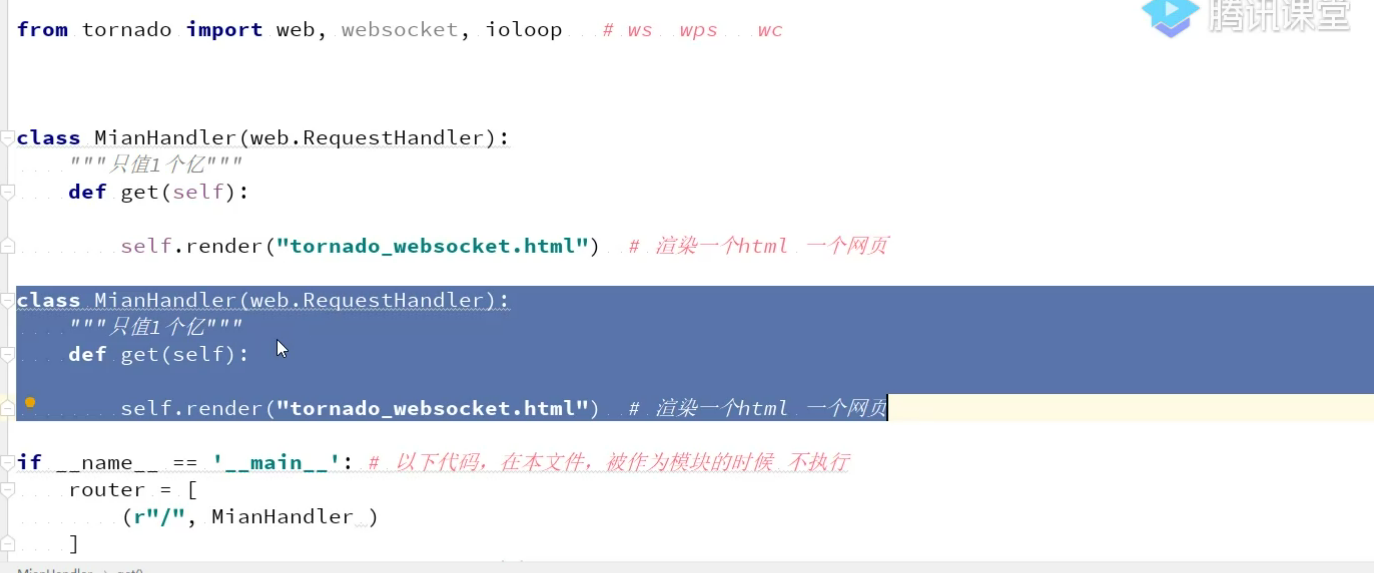 腾讯课堂
from tornado import web, websocket, ioloop # ws wps wc
class MianHandler(web.RequestHandler):
"""只值1个亿"""
def get(self):
self.render("tornado_websocket.html") # 渲染一个html 一个网页
class MianHandler(web.RequestHandler):
"""只值1个亿"""
def get(self):
self.render("tornado_websocket.html") # 渲染一个html 一个网页
if __name__ == '__main__': # 以下代码，在本文件，被作为模块的时候 不执行
router = [
(r"/", MianHandler )
]